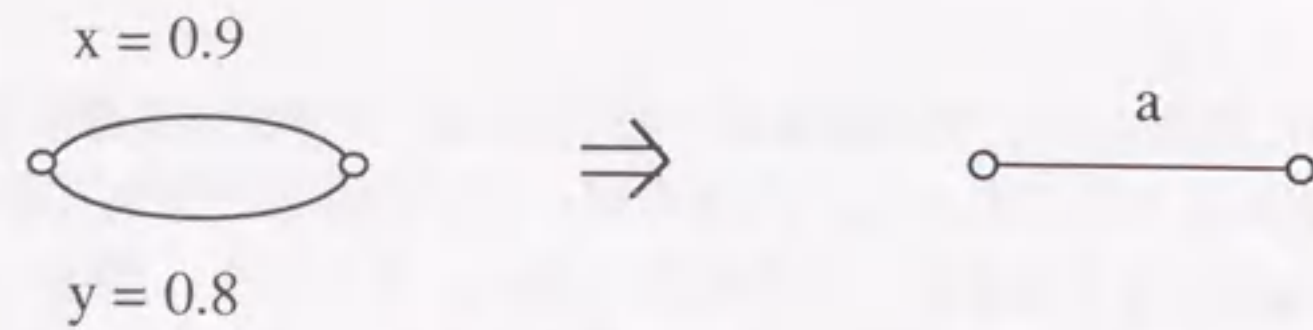 x = 0.9
a
y = 0.8